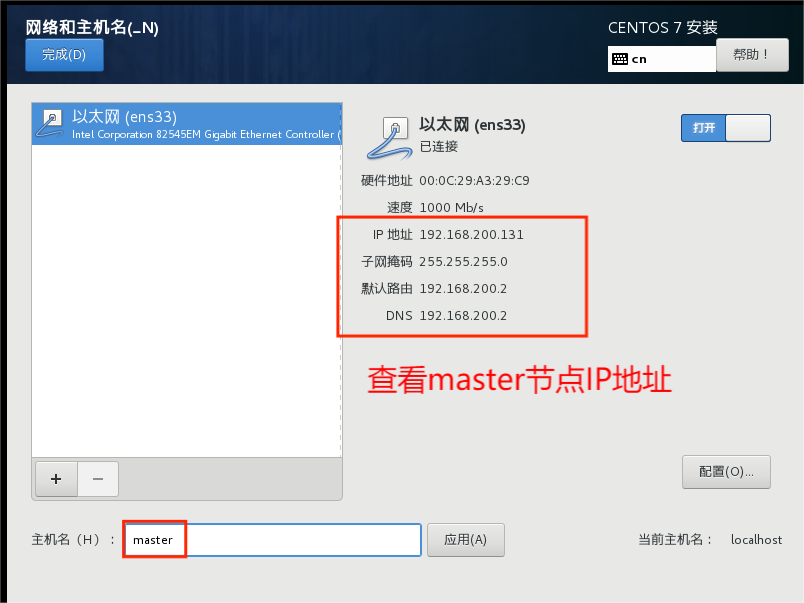 网络和主机名(_N)
CENTOS 7 安装
完成(D)
cn
帮助！
以太网 (ens33)
Intel Corporation 82545EM Gigabit Ethernet Controller (
以太网 (ens33)
已连接
打开
硬件地址 00:0C:29:A3:29:C9
速度 1000 Mb/s
IP 地址 192.168.200.131
子网掩码 255.255.255.0
默认路由 192.168.200.2
DNS 192.168.200.2
查看master节点IP地址
+ −
配置(O)...
主机名（H）： master
应用(A)
当前主机名： localhost